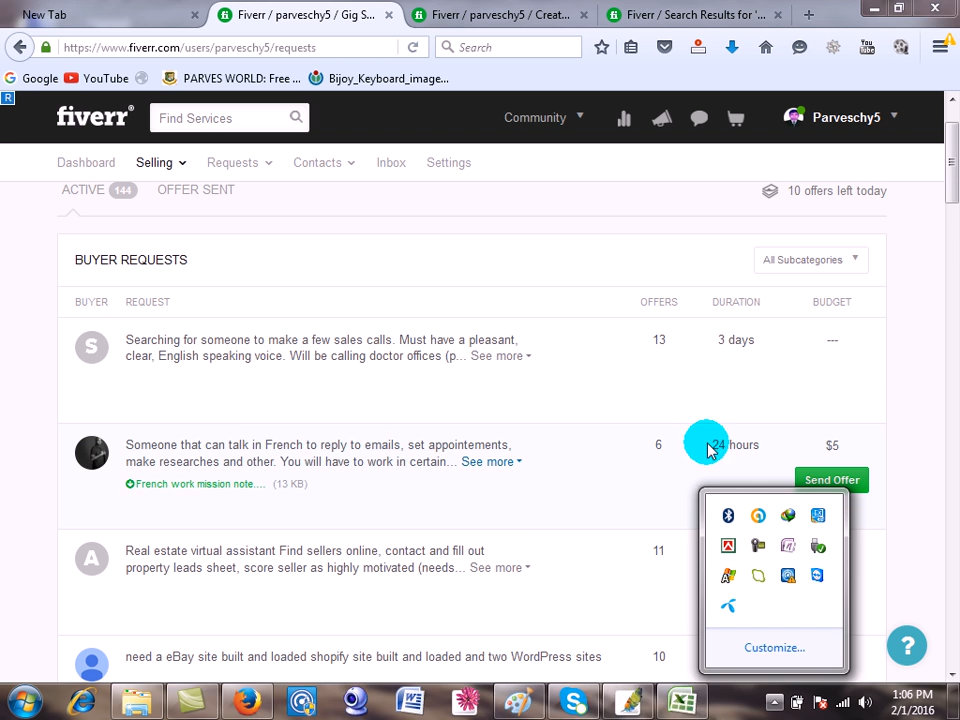 New Tab
Fiverr / parveschy5 / Gig S...
Fiverr / parveschy5 / Creat...
Fiverr / Search Results for '...
https://www.fiverr.com/users/parveschy5/requests
Search
You
Tube
Google
YouTube
PARVES WORLD: Free ...
Bijoy_Keyboard_image...
R
fiverr®
Find Services
Community
Parveschy5
Dashboard
Selling
Requests
Contacts
Inbox
Settings
ACTIVE 144
OFFER SENT
10 offers left today
BUYER REQUESTS
All Subcategories
BUYER
REQUEST
OFFERS
DURATION
BUDGET
S
Searching for someone to make a few sales calls. Must have a pleasant,
clear, English speaking voice. Will be calling doctor offices (p... See more
13
3 days
---
Someone that can talk in French to reply to emails, set appointements,
make researches and other. You will have to work in certain... See more
French work mission note.... (13 KB)
6
24 hours
$5
Send Offer
A
Real estate virtual assistant Find sellers online, contact and fill out
property leads sheet, score seller as highly motivated (needs... See more
11
need a eBay site built and loaded shopify site built and loaded and two WordPress sites
10
Customize...
?
1:06 PM
2/1/2016